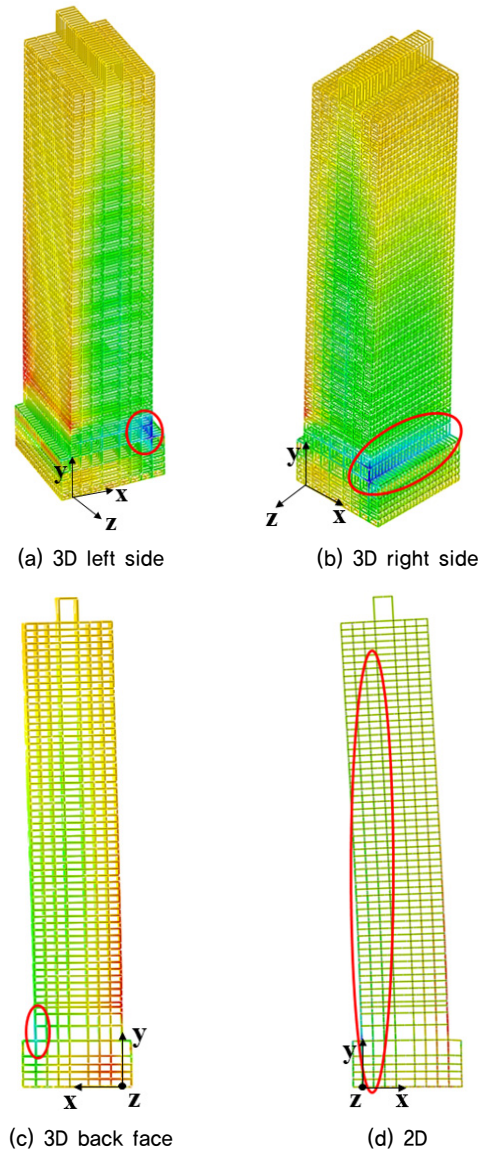 y
x
z
y
z
x
(a) 3D left side
(b) 3D right side
y
x
z
y
z
x
(c) 3D back face
(d) 2D